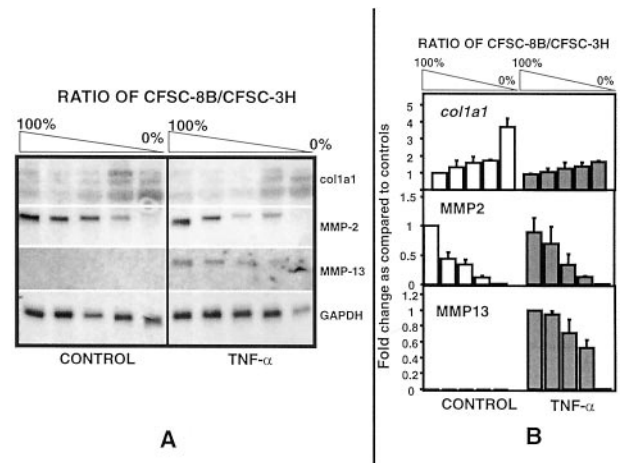 RATIO OF CFSC-8B/CFSC-3H
100%
0%
100%
0%
col1a1
MMP-2
MMP-13
GAPDH
CONTROL
TNF-α
A
RATIO OF CFSC-8B/CFSC-3H
100%
0%
100%
0%
Fold change as compared to controls
5
4
3
2
1
col1a1
1.5
1
0.5
0
MMP2
1.2
1
0.8
0.6
0.4
0.2
0
MMP13
CONTROL
TNF-α
B